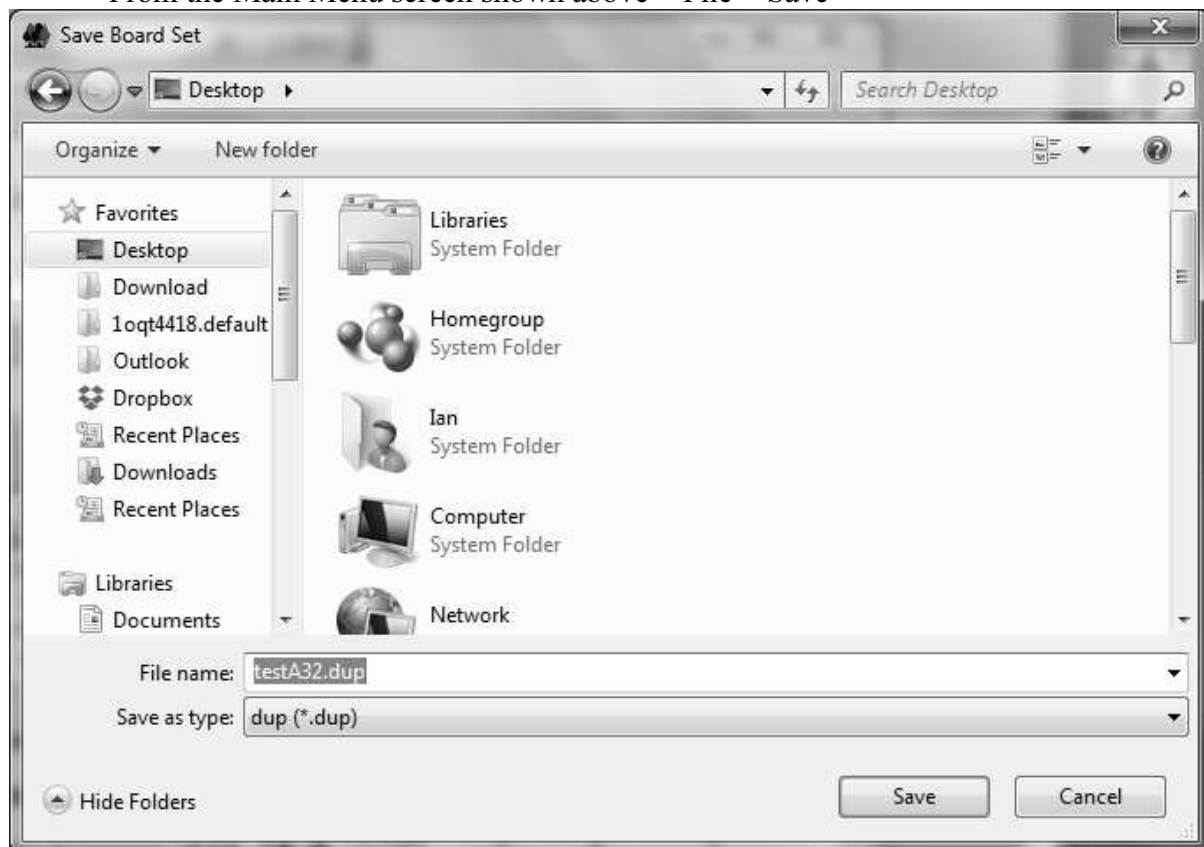 From the Main Menu screen shown above – File – Save
Save Board Set
Desktop
Search Desktop
Organize
New folder
Favorites
Desktop
Download
1oqt4418.default
Outlook
Dropbox
Recent Places
Downloads
Recent Places
Libraries
Documents
Libraries
System Folder
Homegroup
System Folder
Ian
System Folder
Computer
System Folder
Network
File name: testA32.dup
Save as type: dup (*.dup)
Hide Folders
Save
Cancel